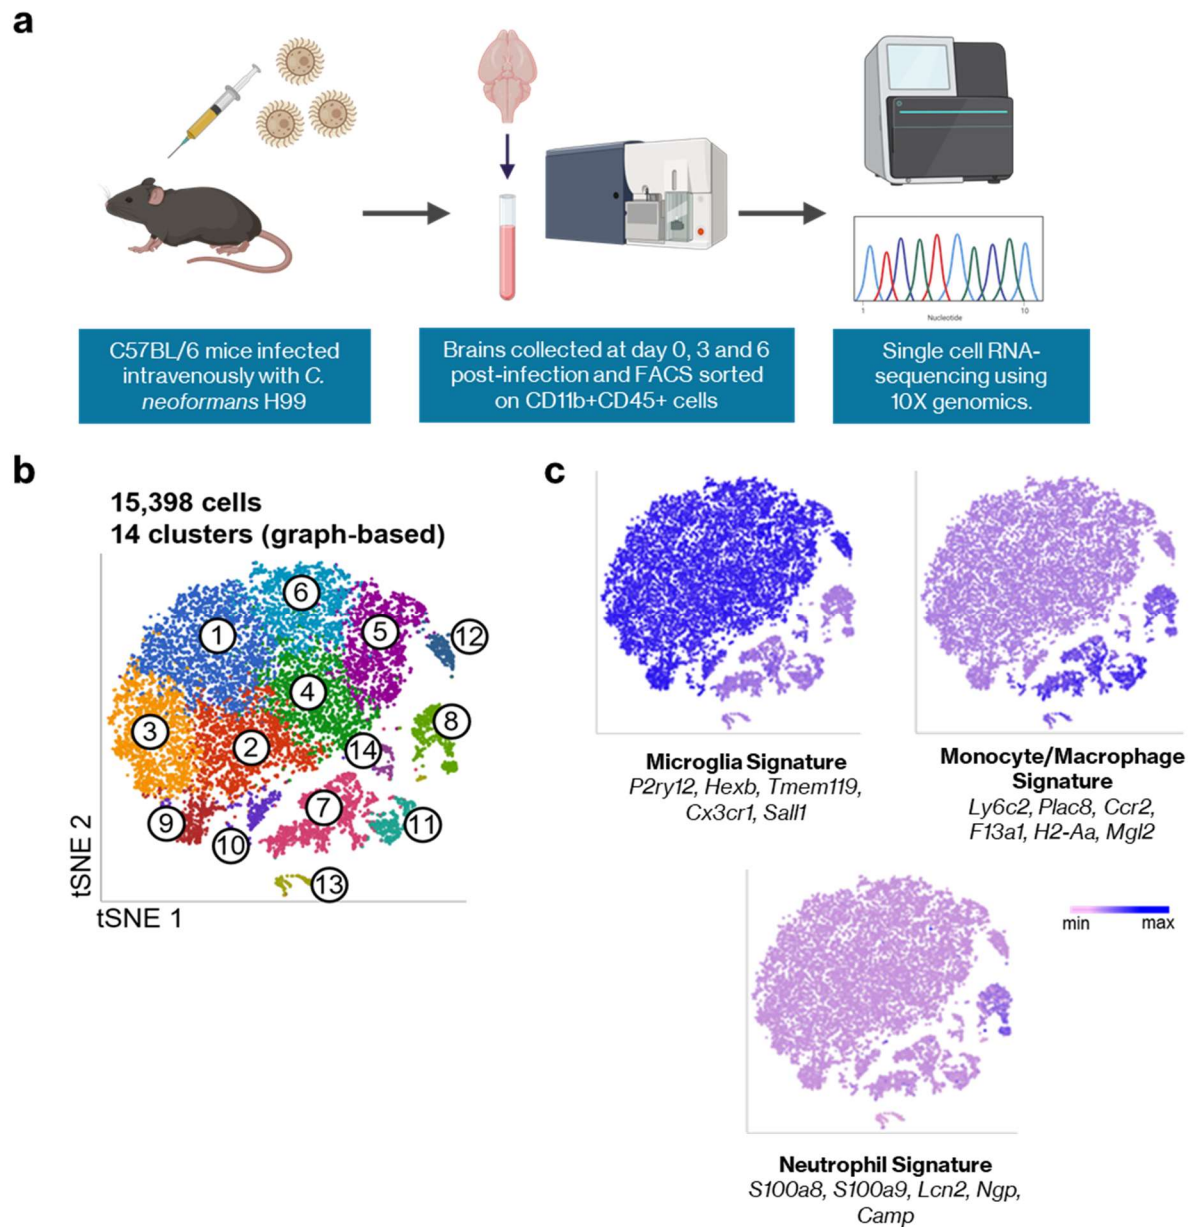 a
1
Nucleotide
10
C57BL/6 mice infected
intravenously with C.
neoformans H99
Brains collected at day 0, 3 and 6
post-infection and FACS sorted
on CD11b+CD45+ cells
Single cell RNA-
sequencing using
10X genomics.
b
15,398 cells
14 clusters (graph-based)
6
1
5
12
4
3
2
8
14
7
9
11
10
13
tSNE 2
tSNE 1
c
Microglia Signature
P2ry12, Hexb, Tmem119,
Cx3cr1, Sall1
Monocyte/Macrophage
Signature
Ly6c2, Plac8, Ccr2,
F13a1, H2-Aa, Mgl2
min
max
Neutrophil Signature
S100a8, S100a9, Lcn2, Ngp,
Camp